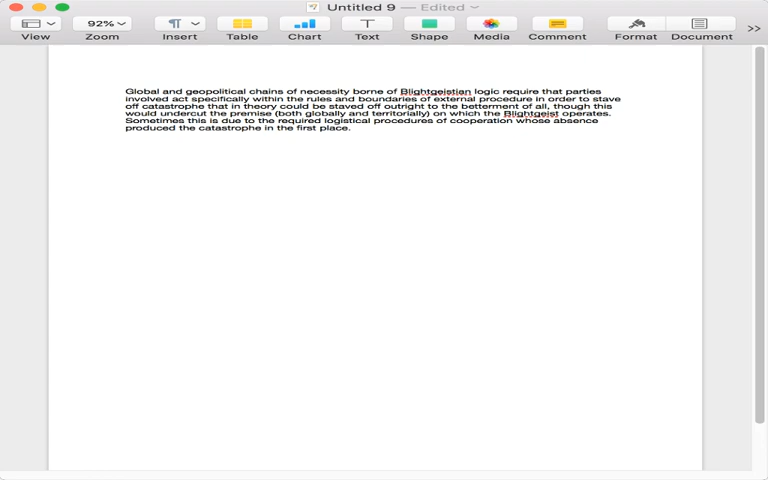 Untitled 9 — Edited
92%
View Zoom Insert Table Chart Text Shape Media Comment Format Document
Global and geopolitical chains of necessity borne of Blightgeistian logic require that parties
involved act specifically within the rules and boundaries of external procedure in order to stave
off catastrophe that in theory could be staved off outright to the betterment of all, though this
would undercut the premise (both globally and territorially) on which the Blightgeist operates.
Sometimes this is due to the required logistical procedures of cooperation whose absence
produced the catastrophe in the first place.